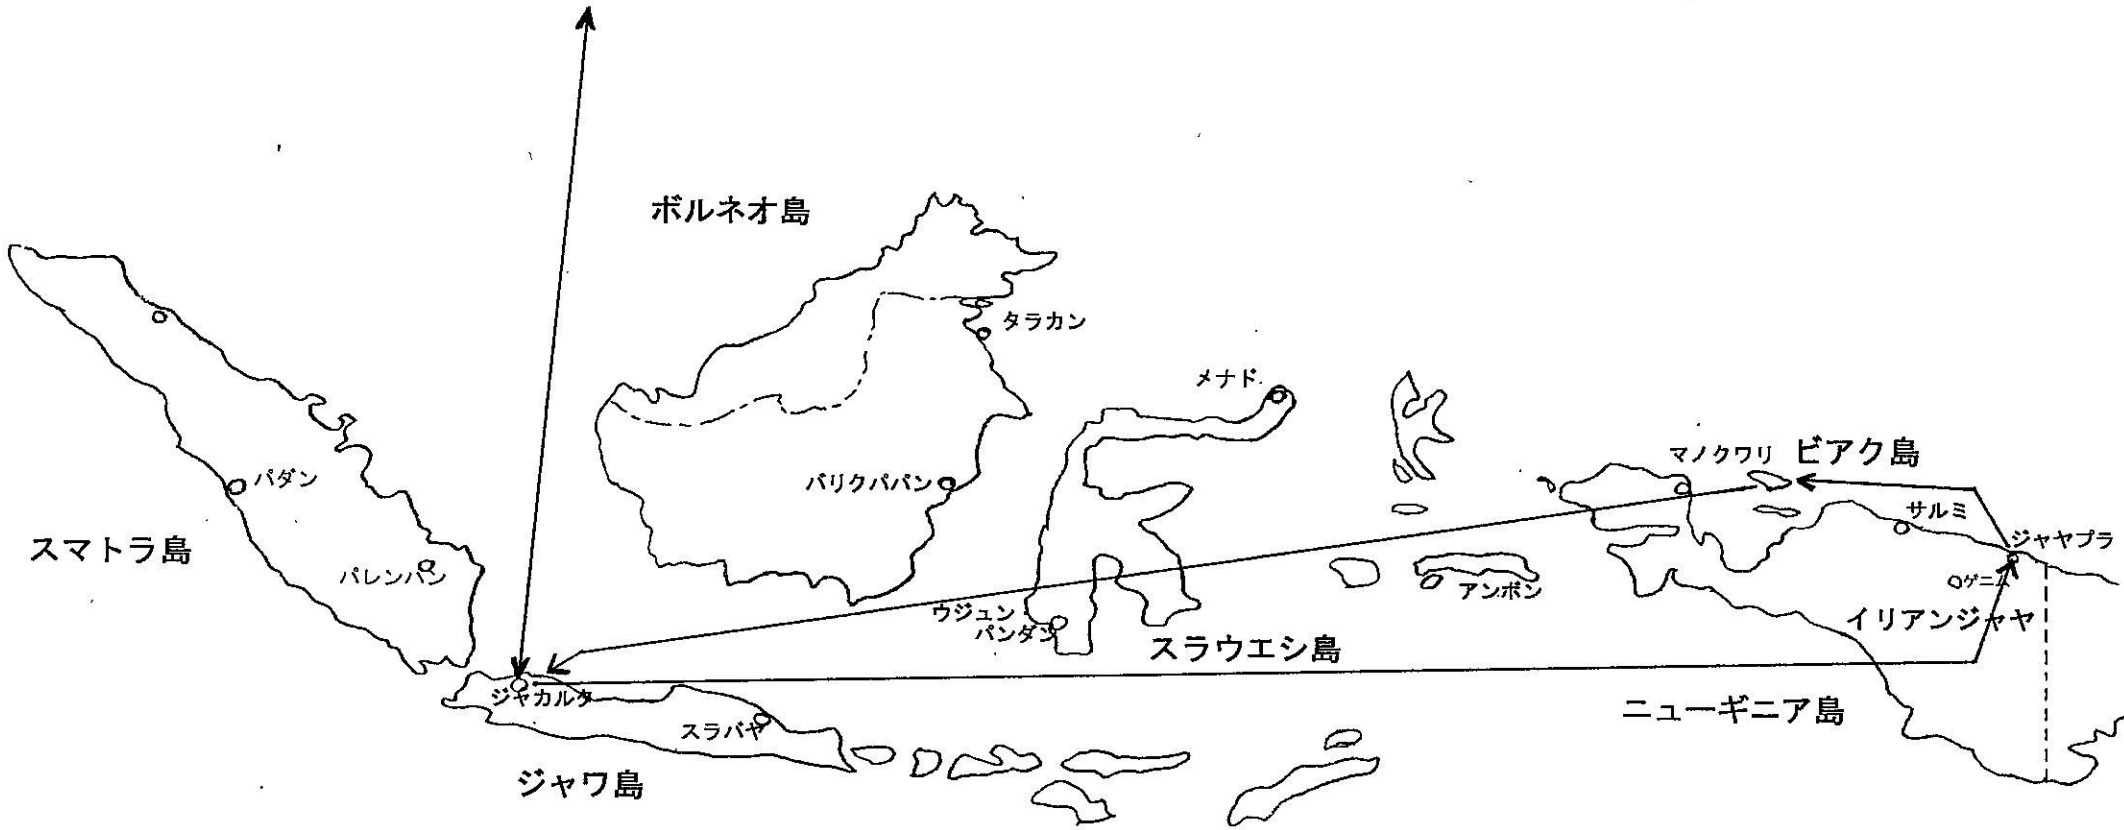 ボルネオ島
タラカン
メナド
マノクワリ
ビアク島
パダン
バリクパパン
サルミ
スマトラ島
ジャヤプラ
パレンバン
アンボン
ゲニム
ウジュン
パンダン
イリアンジャヤ
スラウエシ島
ジャカルタ
スラバヤ
ニューギニア島
ジャワ島